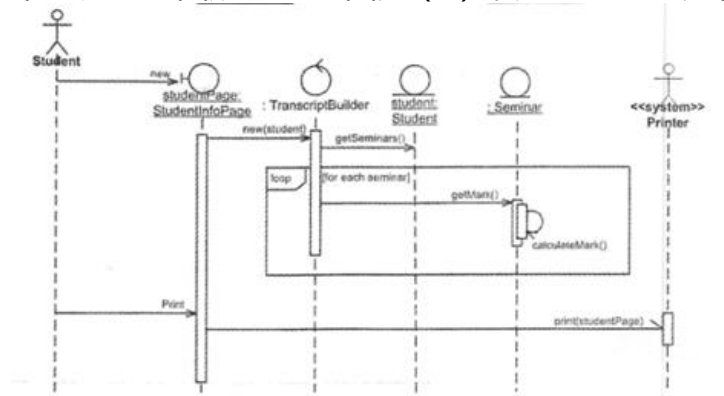 Student
new
studentPage:
StudentInfoPage
: TranscriptBuilder
student:
Student
: Seminar
<<system>>
Printer
new(student)
getSeminars()
loop
[for each seminar]
getMark()
calculateMark()
Print
print(studentPage)